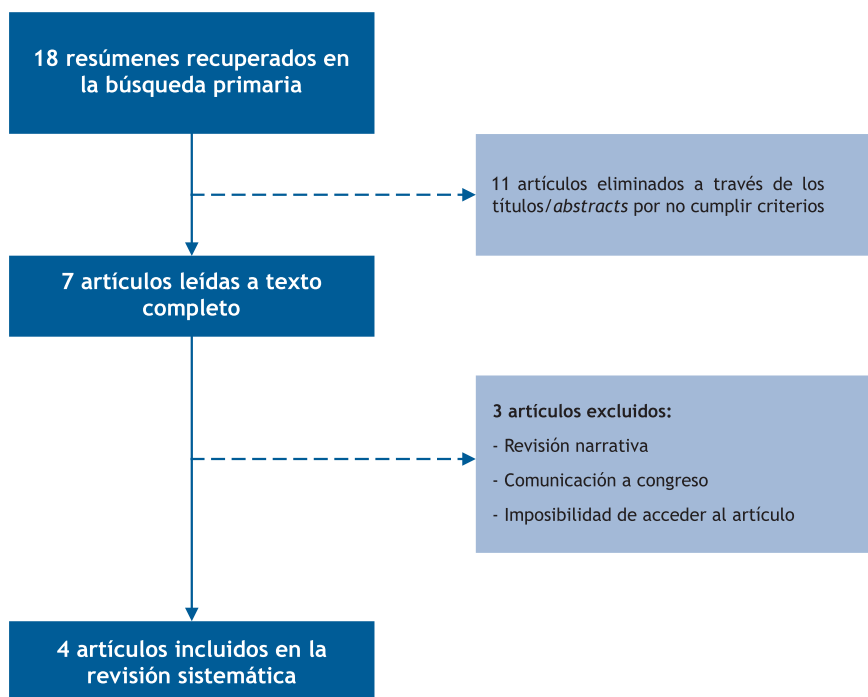 18 resúmenes recuperados en
la búsqueda primaria
11 artículos eliminados a través de los
títulos/abstracts por no cumplir criterios
7 artículos leídas a texto
completo
3 artículos excluidos:
- Revisión narrativa
- Comunicación a congreso
- Imposibilidad de acceder al artículo
4 artículos incluidos en la
revisión sistemática